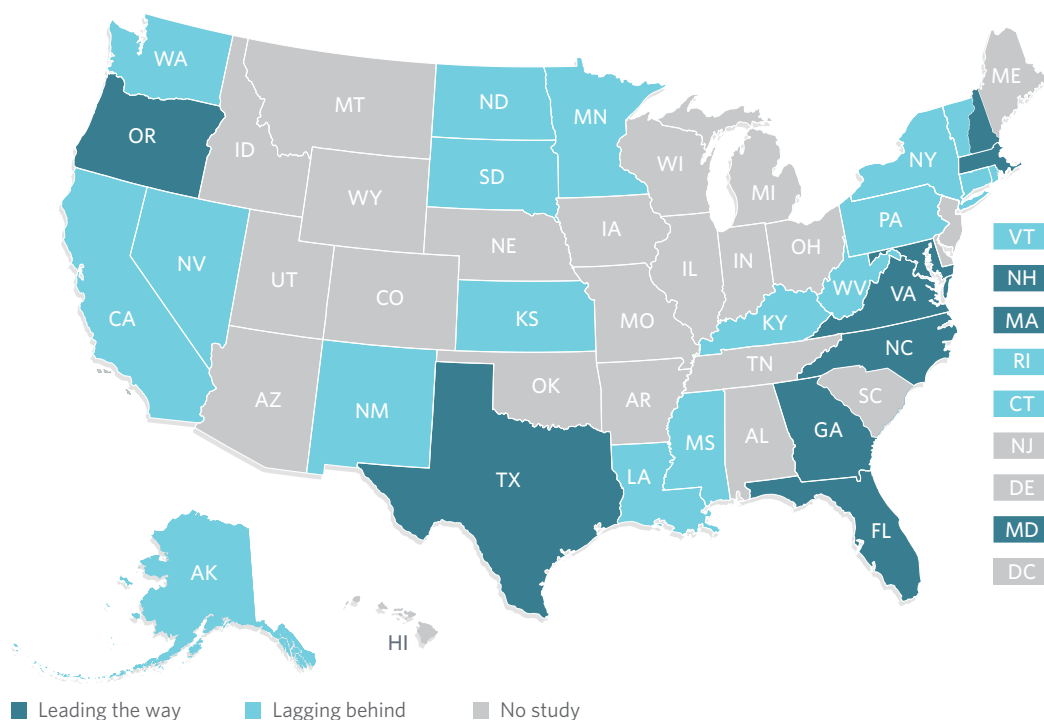 WA
MT
ME
ND
MN
OR
ID
WI
NY
SD
WY
MI
PA
IA
NE
OH
IL
IN
NV
UT
CO
WV
VA
CA
KS
MO
KY
NC
TN
OK
AZ
NM
AR
SC
MS
AL
GA
TX
LA
FL
AK
HI
VT
NH
MA
RI
CT
NJ
DE
MD
DC
Leading the way Lagging behind No study